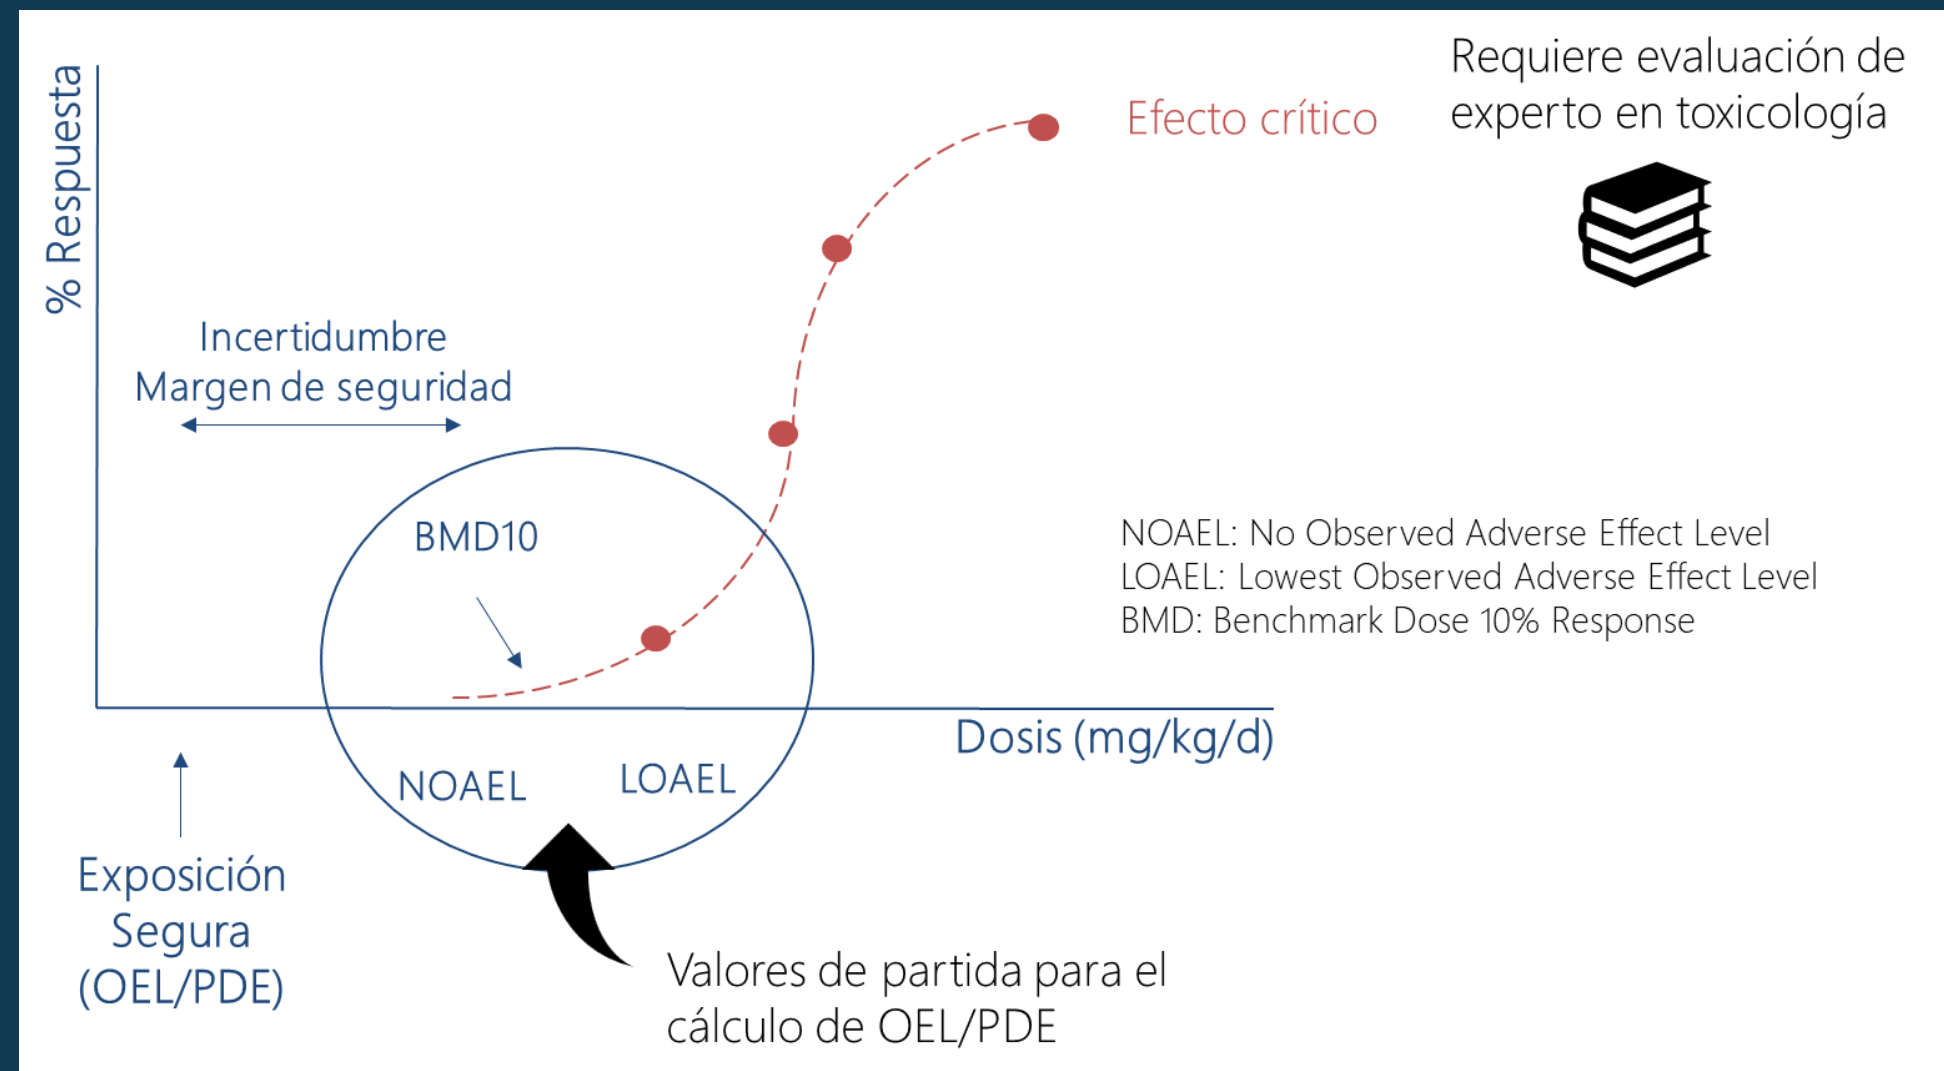 Requiere evaluación de
experto en toxicología
Efecto crítico
% Respuesta
Incertidumbre
Margen de seguridad
BMD10
NOAEL: No Observed Adverse Effect Level
LOAEL: Lowest Observed Adverse Effect Level
BMD: Benchmark Dose 10% Response
Dosis (mg/kg/d)
NOAEL
LOAEL
Exposición
Segura
(OEL/PDE)
Valores de partida para el
cálculo de OEL/PDE